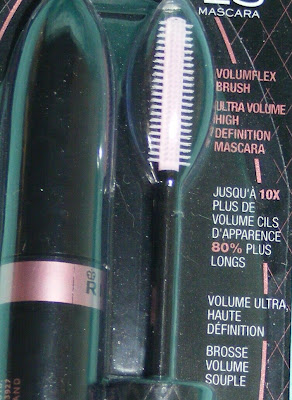 MASCARA
VOLUMFLEX
BRUSH
ULTRA VOLUME
HIGH
DEFINITION
MASCARA
JUSQU'À 10X
PLUS DE
VOLUME CILS
D'APPARENCE
80% PLUS
LONGS
VOLUME ULTRA
HAUTE
DÉFINITION
BROSSE
VOLUME
SOUPLE